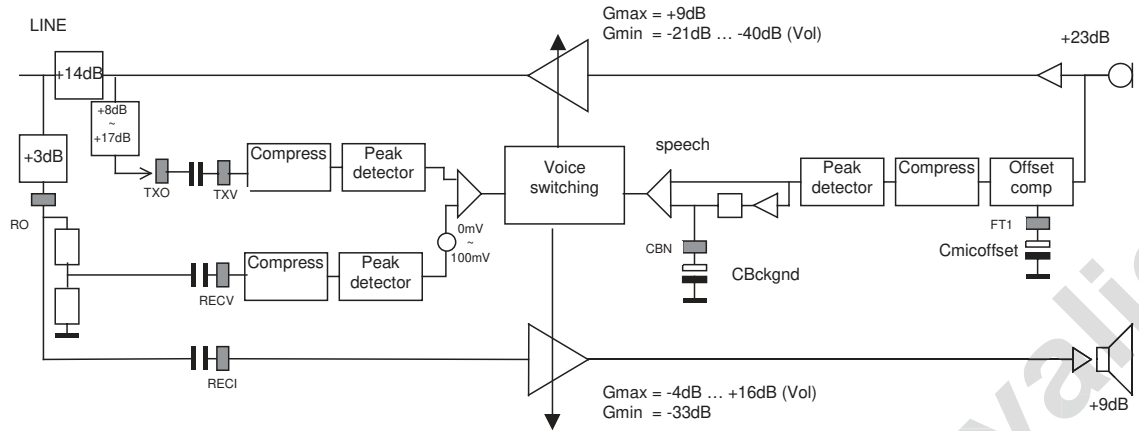 Gmax = +9dB
Gmin = -21dB … -40dB (Vol)
LINE
+23dB
+14dB
+8dB
~
+17dB
+3dB
TXO
TXV
Compress
Peak
detector
Voice
switching
speech
Peak
detector
Compress
Offset
comp
RO
0mV
~
100mV
CBN
FT1
Cmicoffset
CBckgnd
Compress
Peak
detector
RECV
RECI
Gmax = -4dB … +16dB (Vol)
Gmin = -33dB
+9dB